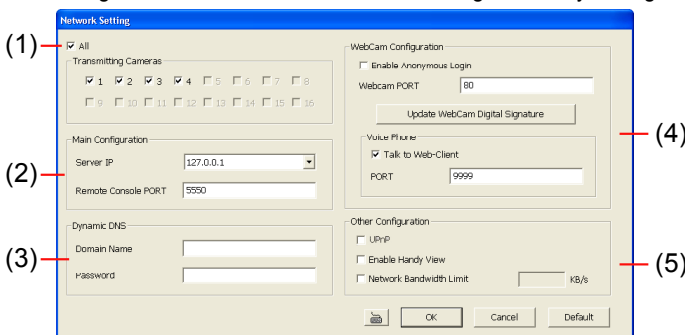 Network Setting
(1)
All
Transmitting Cameras
1 2 3 4 5 6 7 8
9 10 11 12 13 14 15 16
(2)
Main Configuration
Server IP 127.0.0.1
Remote Console PORT 5550
(3)
Dynamic DNS
Domain Name
Password
WebCam Configuration
Enable Anonymous Login
Webcam PORT 80
Update WebCam Digital Signature
(4)
Voice Phone
Talk to Web-Client
PORT 9999
Other Configuration
UPnP
Enable Handy View
(5)
Network Bandwidth Limit KB/s
OK Cancel Default